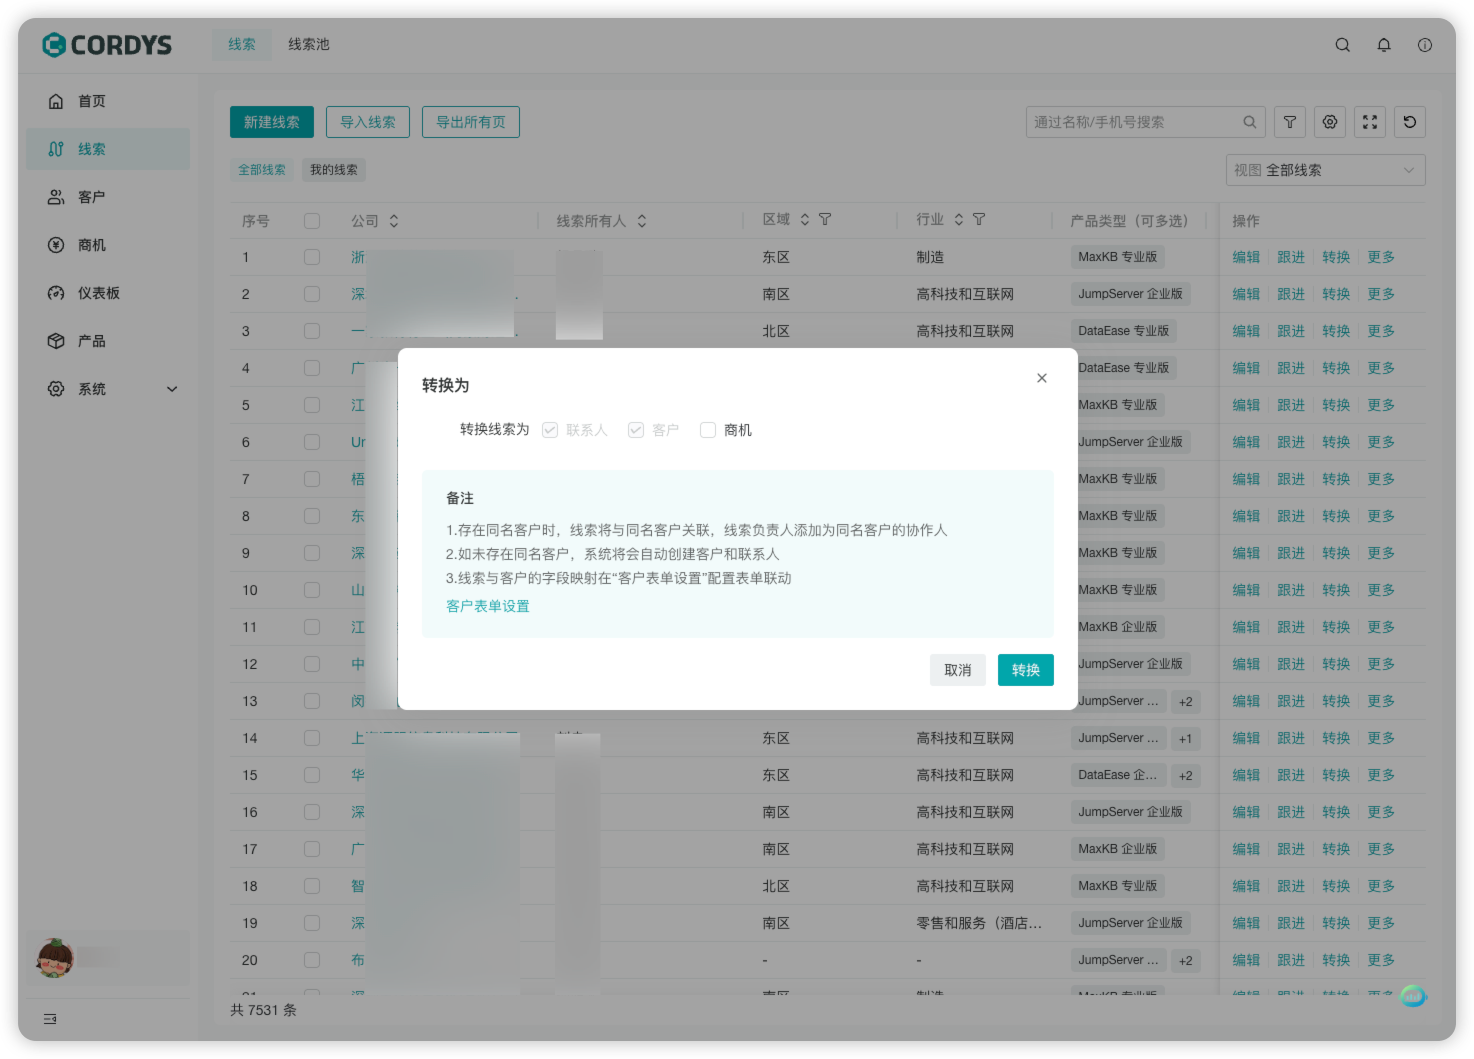 CORDYS
线索
线索池
首页
线索
客户
商机
仪表板
产品
系统
新建线索
导入线索
导出所有页
通过名称/手机号搜索
全部线索
我的线索
视图 全部线索
序号 公司 线索所有人 区域 行业 产品类型（可多选） 操作
1 浙 东区 制造 MaxKB 专业版 编辑 跟进 转换 更多
2 深 南区 高科技和互联网 JumpServer 企业版 编辑 跟进 转换 更多
3 一 北区 高科技和互联网 DataEase 专业版 编辑 跟进 转换 更多
4 广 DataEase 专业版 编辑 跟进 转换 更多
5 江 MaxKB 专业版 编辑 跟进 转换 更多
6 Un JumpServer 企业版 编辑 跟进 转换 更多
7 梧 MaxKB 专业版 编辑 跟进 转换 更多
8 东 MaxKB 专业版 编辑 跟进 转换 更多
9 深 MaxKB 专业版 编辑 跟进 转换 更多
10 山 MaxKB 专业版 编辑 跟进 转换 更多
11 江 MaxKB 企业版 编辑 跟进 转换 更多
12 中 JumpServer 企业版 编辑 跟进 转换 更多
13 闵 JumpServer ... +2 编辑 跟进 转换 更多
14 上 东区 高科技和互联网 JumpServer ... +1 编辑 跟进 转换 更多
15 华 东区 高科技和互联网 DataEase 企... +2 编辑 跟进 转换 更多
16 深 南区 高科技和互联网 JumpServer 企业版 编辑 跟进 转换 更多
17 广 南区 高科技和互联网 MaxKB 企业版 编辑 跟进 转换 更多
18 智 北区 高科技和互联网 MaxKB 专业版 编辑 跟进 转换 更多
19 深 南区 零售和服务（酒店... JumpServer 企业版 编辑 跟进 转换 更多
20 布 - - JumpServer ... +2 编辑 跟进 转换 更多
共 7531 条
转换为
转换线索为 联系人 客户 商机
备注
1.存在同名客户时，线索将与同名客户关联，线索负责人添加为同名客户的协作人
2.如未存在同名客户，系统将会自动创建客户和联系人
3.线索与客户的字段映射在“客户表单设置”配置表单联动
客户表单设置
取消
转换